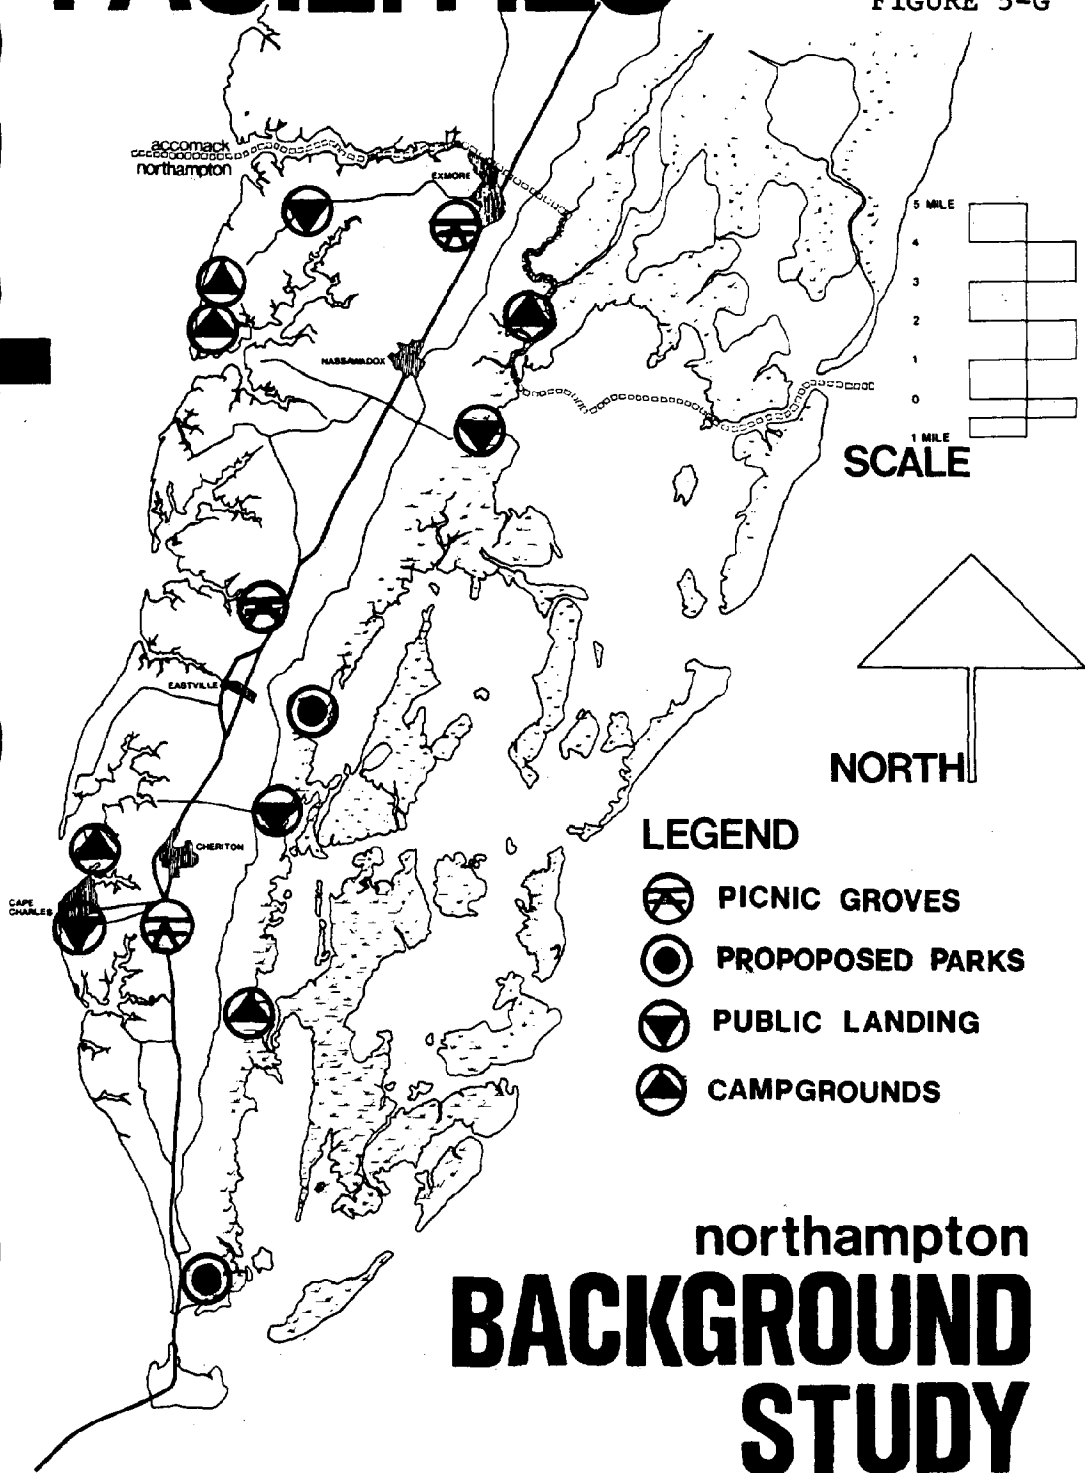 FACILITIES
FIGURE 5-G
accomack
northampton
EXMORE
NASSAWADOX
EASTVILLE
CHERITON
CAPE
CHARLES
5 MILE
4
3
2
1
0
1 MILE
SCALE
NORTH
LEGEND
PICNIC GROVES
PROPOPOSED PARKS
PUBLIC LANDING
CAMPGROUNDS
northampton
BACKGROUND
STUDY